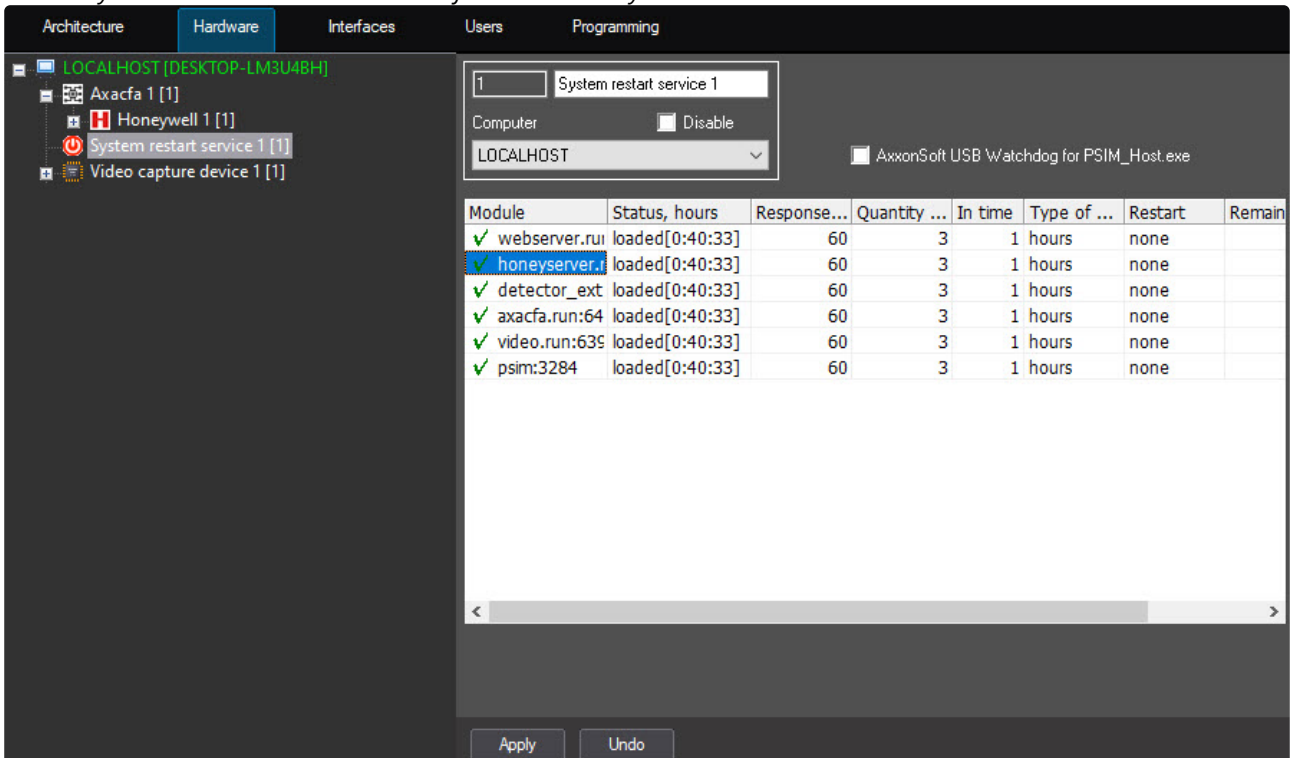 Architecture Hardware Interfaces Users Programming
LOCALHOST [DESKTOP-LM3U4BH]
Axacfa 1 [1]
H Honeywell 1 [1]
System restart service 1 [1]
Video capture device 1 [1]
1 System restart service 1
Computer Disable
LOCALHOST AxxonSoft USB Watchdog for PSIM_Host.exe
Module Status, hours Response... Quantity ... In time Type of ... Restart Remain
webserver.rui loaded[0:40:33] 60 3 1 hours none
honeyserver.r loaded[0:40:33] 60 3 1 hours none
detector_ext loaded[0:40:33] 60 3 1 hours none
axacfa.run:64 loaded[0:40:33] 60 3 1 hours none
video.run:639 loaded[0:40:33] 60 3 1 hours none
psim:3284 loaded[0:40:33] 60 3 1 hours none
Apply Undo